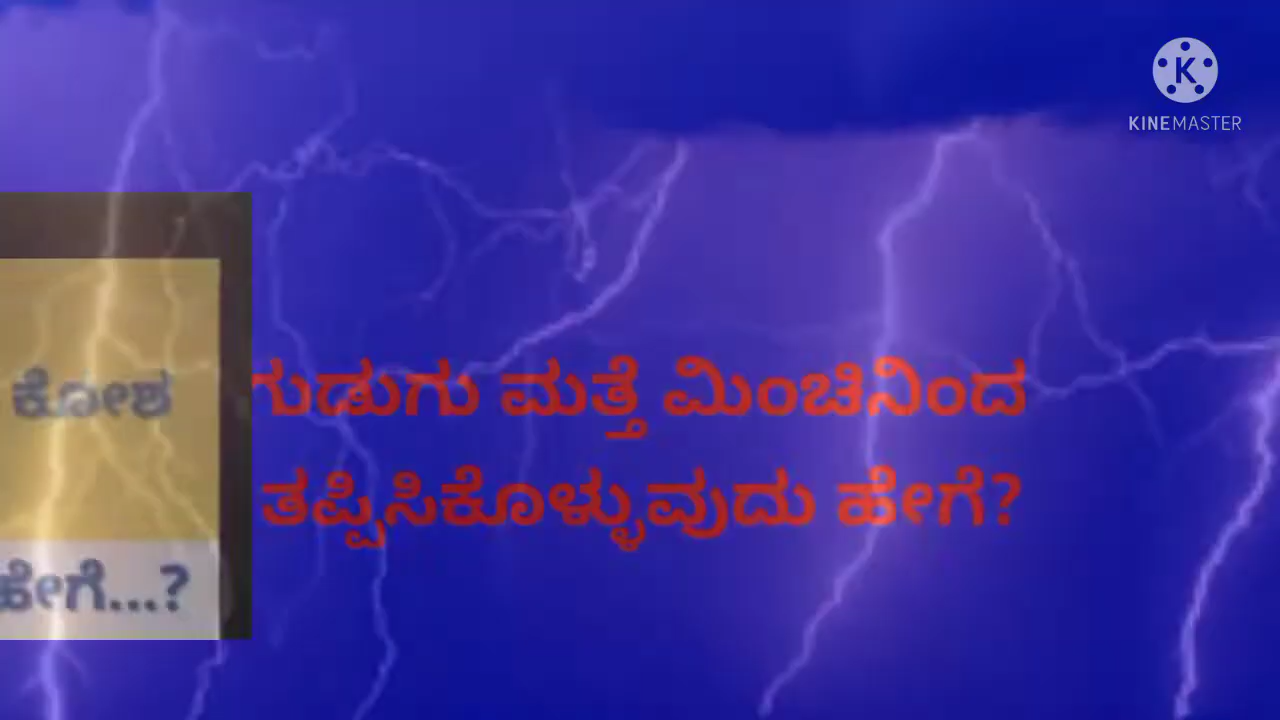 KINEMASTER
ಕೋಶ
ಗುಡುಗು ಮತ್ತೆ ಮಿಂಚಿನಿಂದ
ತಪ್ಪಿಸಿಕೊಳ್ಳುವುದು ಹೇಗೆ?
ಹೇಗೆ...?